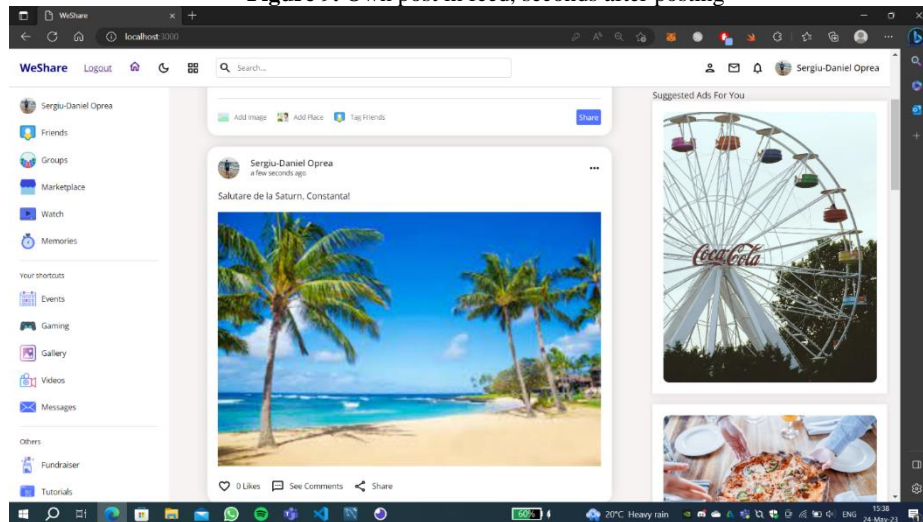 Figure 9. Own post in feed, seconds after posting
WeShare
localhost:3000
WeShare Logout Search... Sergiu-Daniel Oprea
Sergiu-Daniel Oprea
Friends
Groups
Marketplace
Watch
Memories
Your shortcuts
Events
Gaming
Gallery
Videos
Messages
Others
Fundraiser
Tutorials
Add Image Add Place Tag Friends Share
Sergiu-Daniel Oprea
a few seconds ago
Salutare de la Saturn, Constanta!
0 Likes See Comments Share
Suggested Ads For You
Coca-Cola
60% 20°C Heavy rain ENG 15:38
24-May-23